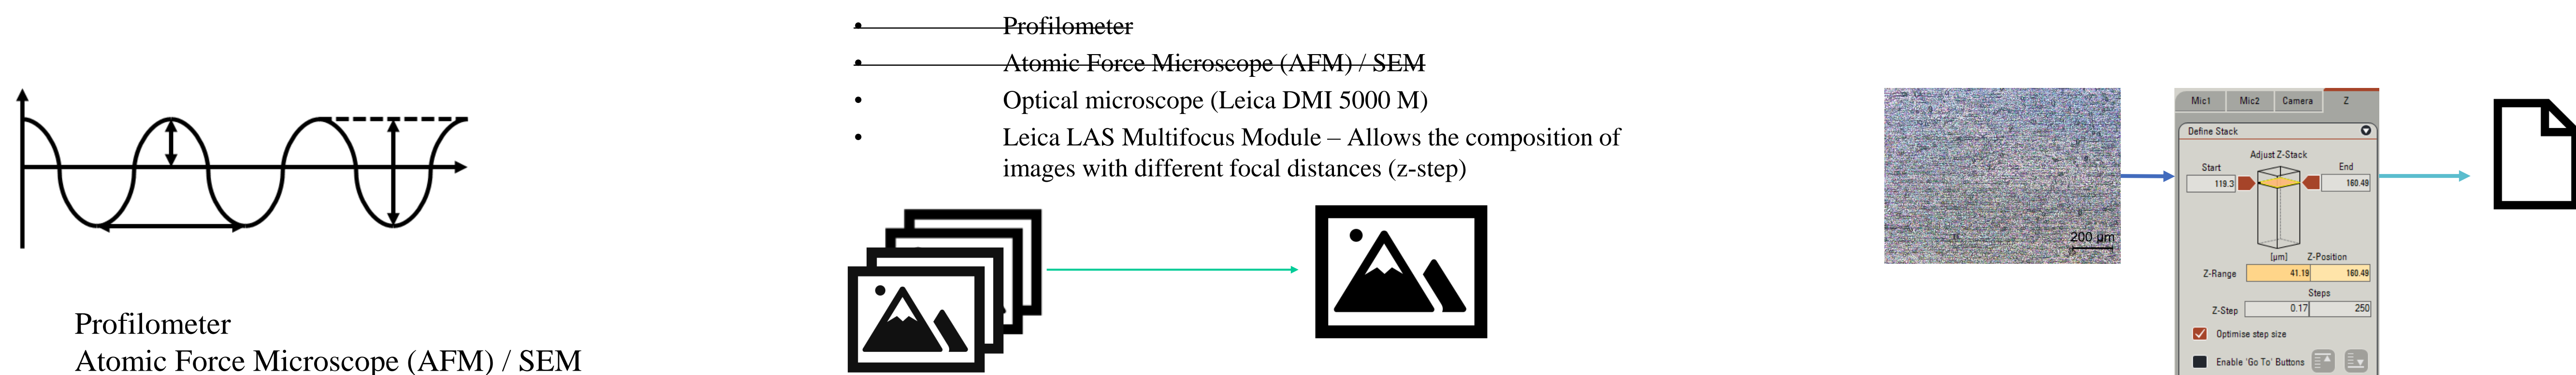 Profilometer
Atomic Force Microscope (AFM) / SEM
• Profilometer
• Atomic Force Microscope (AFM) / SEM
• Optical microscope (Leica DMI 5000 M)
• Leica LAS Multifocus Module – Allows the composition of
images with different focal distances (z-step)
200 µm
Mic1 Mic2 Camera Z
Define Stack
Adjust Z-Stack
Start End
119.3 160.49
[µm] Z-Position
Z-Range 41.19 160.49
Steps
Z-Step 0.17 250
Optimise step size
Enable 'Go To' Buttons